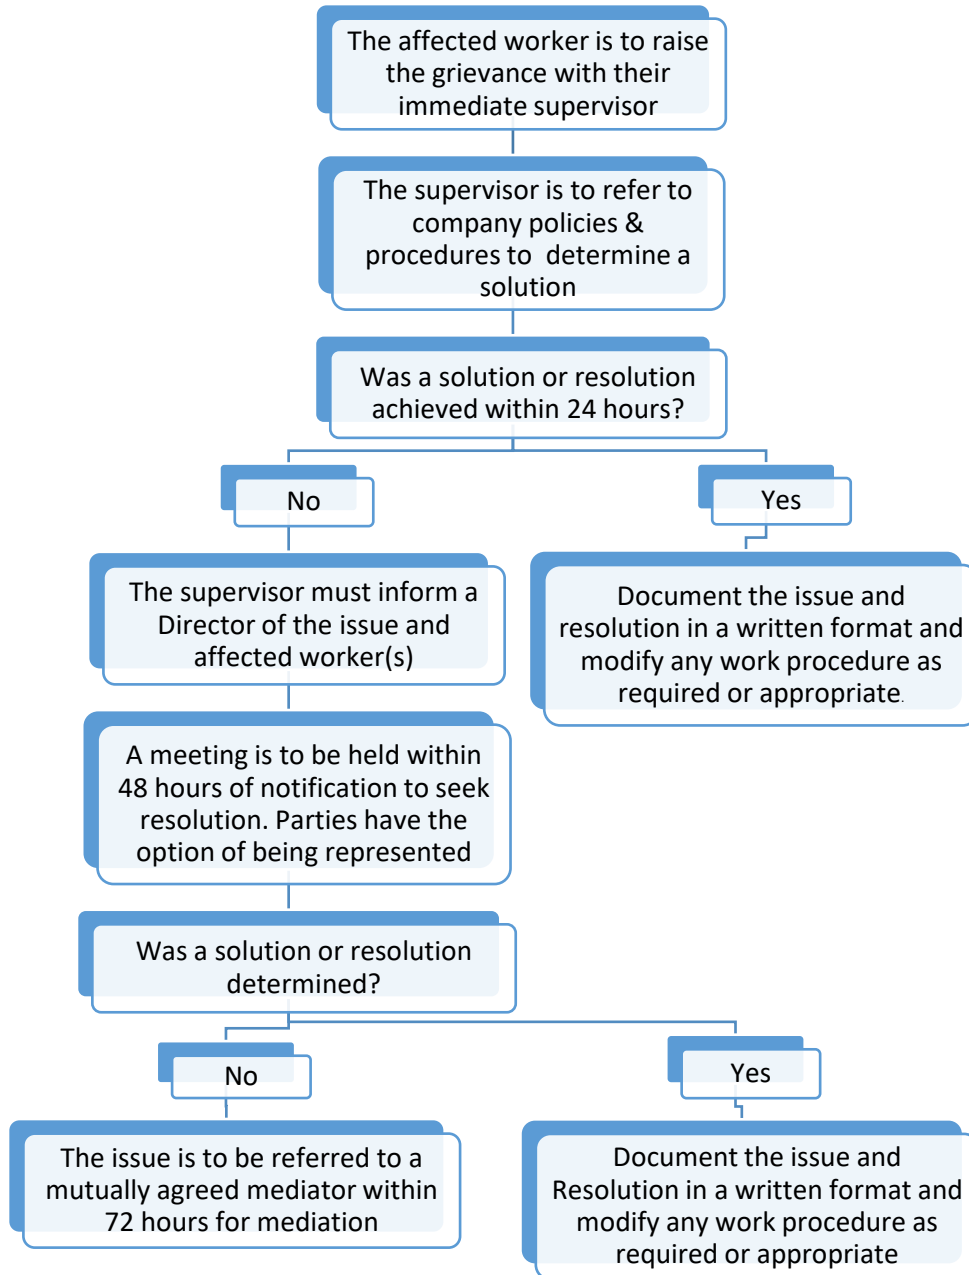 The affected worker is to raise
the grievance with their
immediate supervisor
The supervisor is to refer to
company policies &
procedures to  determine a
solution
Was a solution or resolution
achieved within 24 hours?
No
Yes
The supervisor must inform a
Director of the issue and
affected worker(s)
Document the issue and
resolution in a written format and
modify any work procedure as
required or appropriate.
A meeting is to be held within
48 hours of notification to seek
resolution. Parties have the
option of being represented
Was a solution or resolution
determined?
No
Yes
The issue is to be referred to a
mutually agreed mediator within
72 hours for mediation
Document the issue and
Resolution in a written format and
modify any work procedure as
required or appropriate